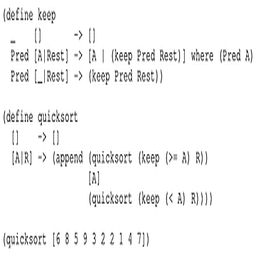 (define keep
  _    []        -> []
  Pred [A|Rest] -> [A | (keep Pred Rest)] where (Pred A)
  Pred [_|Rest] -> (keep Pred Rest))
(define quicksort
  []    -> []
  [A|R] -> (append (quicksort (keep (>= A) R))
                   [A]
                   (quicksort (keep (< A) R))))
(quicksort [6 8 5 9 3 2 2 1 4 7])